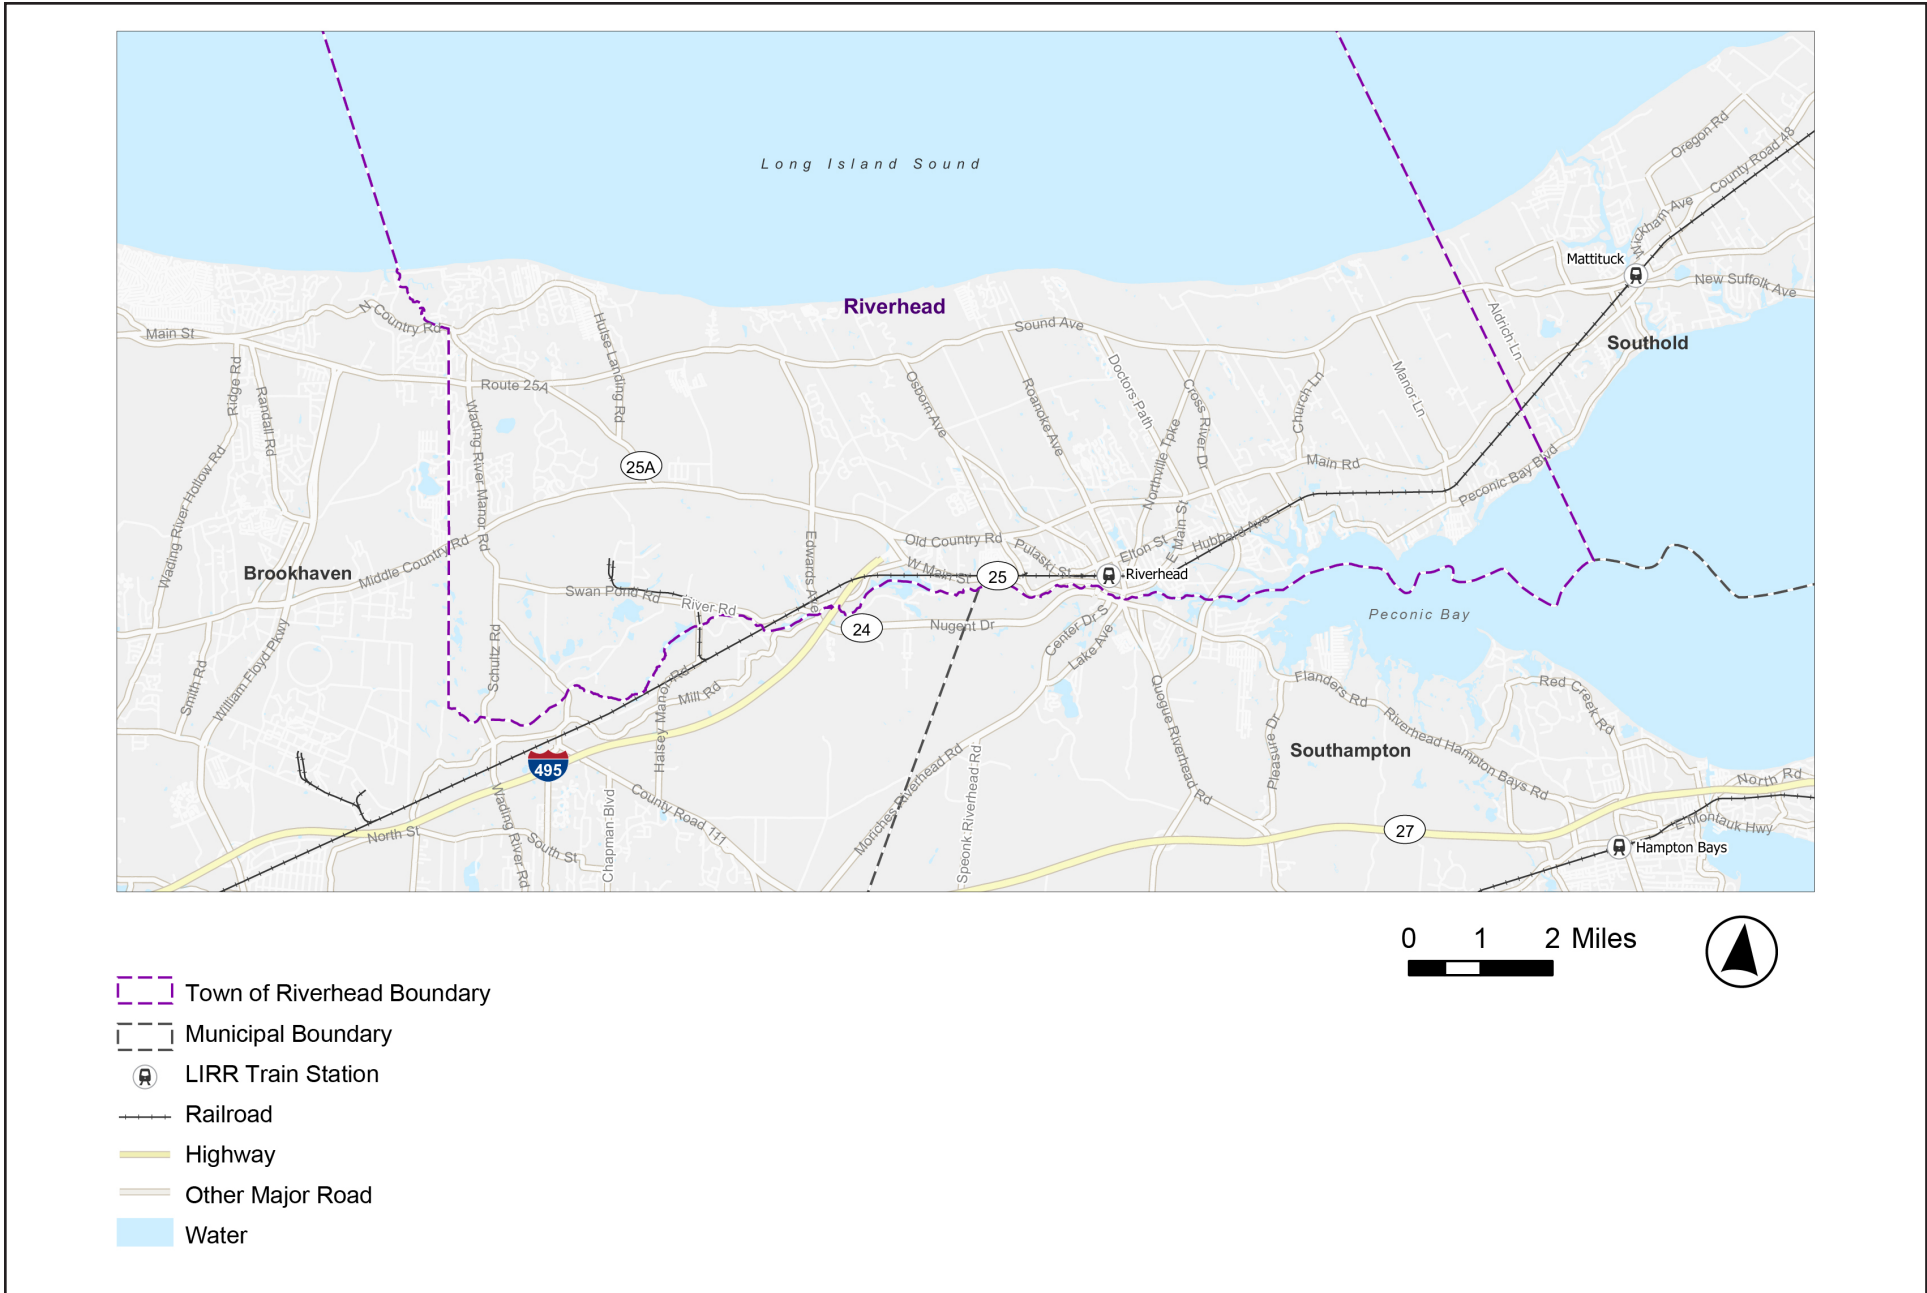 Long Island Sound
Oregon Rd
County Road 48
Wickham Ave
Mattituck
New Suffolk Ave
Riverhead
N Country Rd
Main St
Hulse Landing Rd
Sound Ave
Aldrich Ln
Southold
Ridge Rd
Randall Rd
Route 25A
Osborn Ave
Roanoke Ave
Doctors Path
Cross River Dr
Church Ln
Manor Ln
Wading River Manor Rd
25A
Northville Tpke
Main Rd
Peconic Bay Blvd
Wading River Hollow Rd
Edwards Ave
Old Country Rd
Pulaski St
Elton St
E Main St
Hubbard Ave
Brookhaven
Middle Country Rd
W Main St
25
Riverhead
Swan Pond Rd
River Rd
24
Nugent Dr
Center Dr S
Lake Ave
Peconic Bay
Smith Rd
William Floyd Pkwy
Schultz Rd
Halsey Manor Rd
Mill Rd
Quogue Riverhead Rd
Flanders Rd
Red Creek Rd
Pleasure Dr
Riverhead Hampton Bays Rd
Southampton
495
Moriches Riverhead Rd
Speonk Riverhead Rd
North Rd
Wading River Rd
Chapman Blvd
County Road 111
North St
South St
27
E Montauk Hwy
Hampton Bays
0 1 2 Miles
Town of Riverhead Boundary
Municipal Boundary
LIRR Train Station
Railroad
Highway
Other Major Road
Water